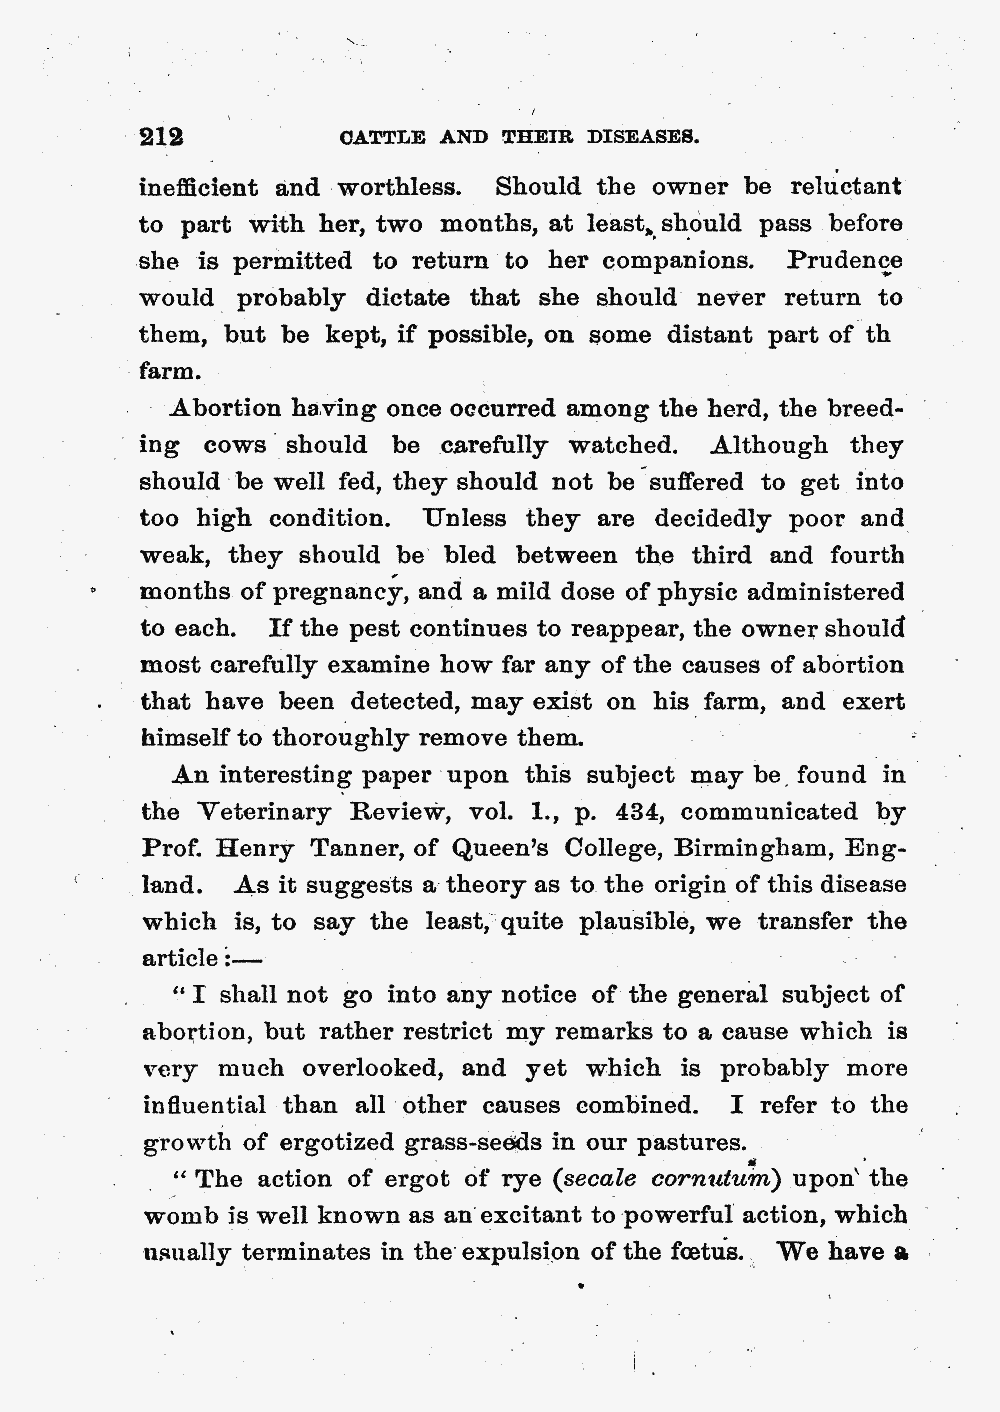 212 CATTLE AND THEIR DISEASES.
inefficient and worthless. Should the owner be reluctant
to part with her, two months, at least, should pass before
she is permitted to return to her companions. Prudence
would probably dictate that she should never return to
them, but be kept, if possible, on some distant part of th
farm.
Abortion having once occurred among the herd, the breed-
ing cows should be carefully watched. Although they
should be well fed, they should not be suffered to get into
too high condition. Unless they are decidedly poor and
weak, they should be bled between the third and fourth
months of pregnancy, and a mild dose of physic administered
to each. If the pest continues to reappear, the owner should
most carefully examine how far any of the causes of abortion
that have been detected, may exist on his farm, and exert
himself to thoroughly remove them.
An interesting paper upon this subject may be found in
the Veterinary Review, vol. 1., p. 434, communicated by
Prof. Henry Tanner, of Queen's College, Birmingham, Eng-
land. As it suggests a theory as to the origin of this disease
which is, to say the least, quite plausible, we transfer the
article:—
"I shall not go into any notice of the general subject of
abortion, but rather restrict my remarks to a cause which is
very much overlooked, and yet which is probably more
influential than all other causes combined. I refer to the
growth of ergotized grass-seeds in our pastures.
"The action of ergot of rye (secale cornutum) upon the
womb is well known as an excitant to powerful action, which
usually terminates in the expulsion of the fœtus. We have a